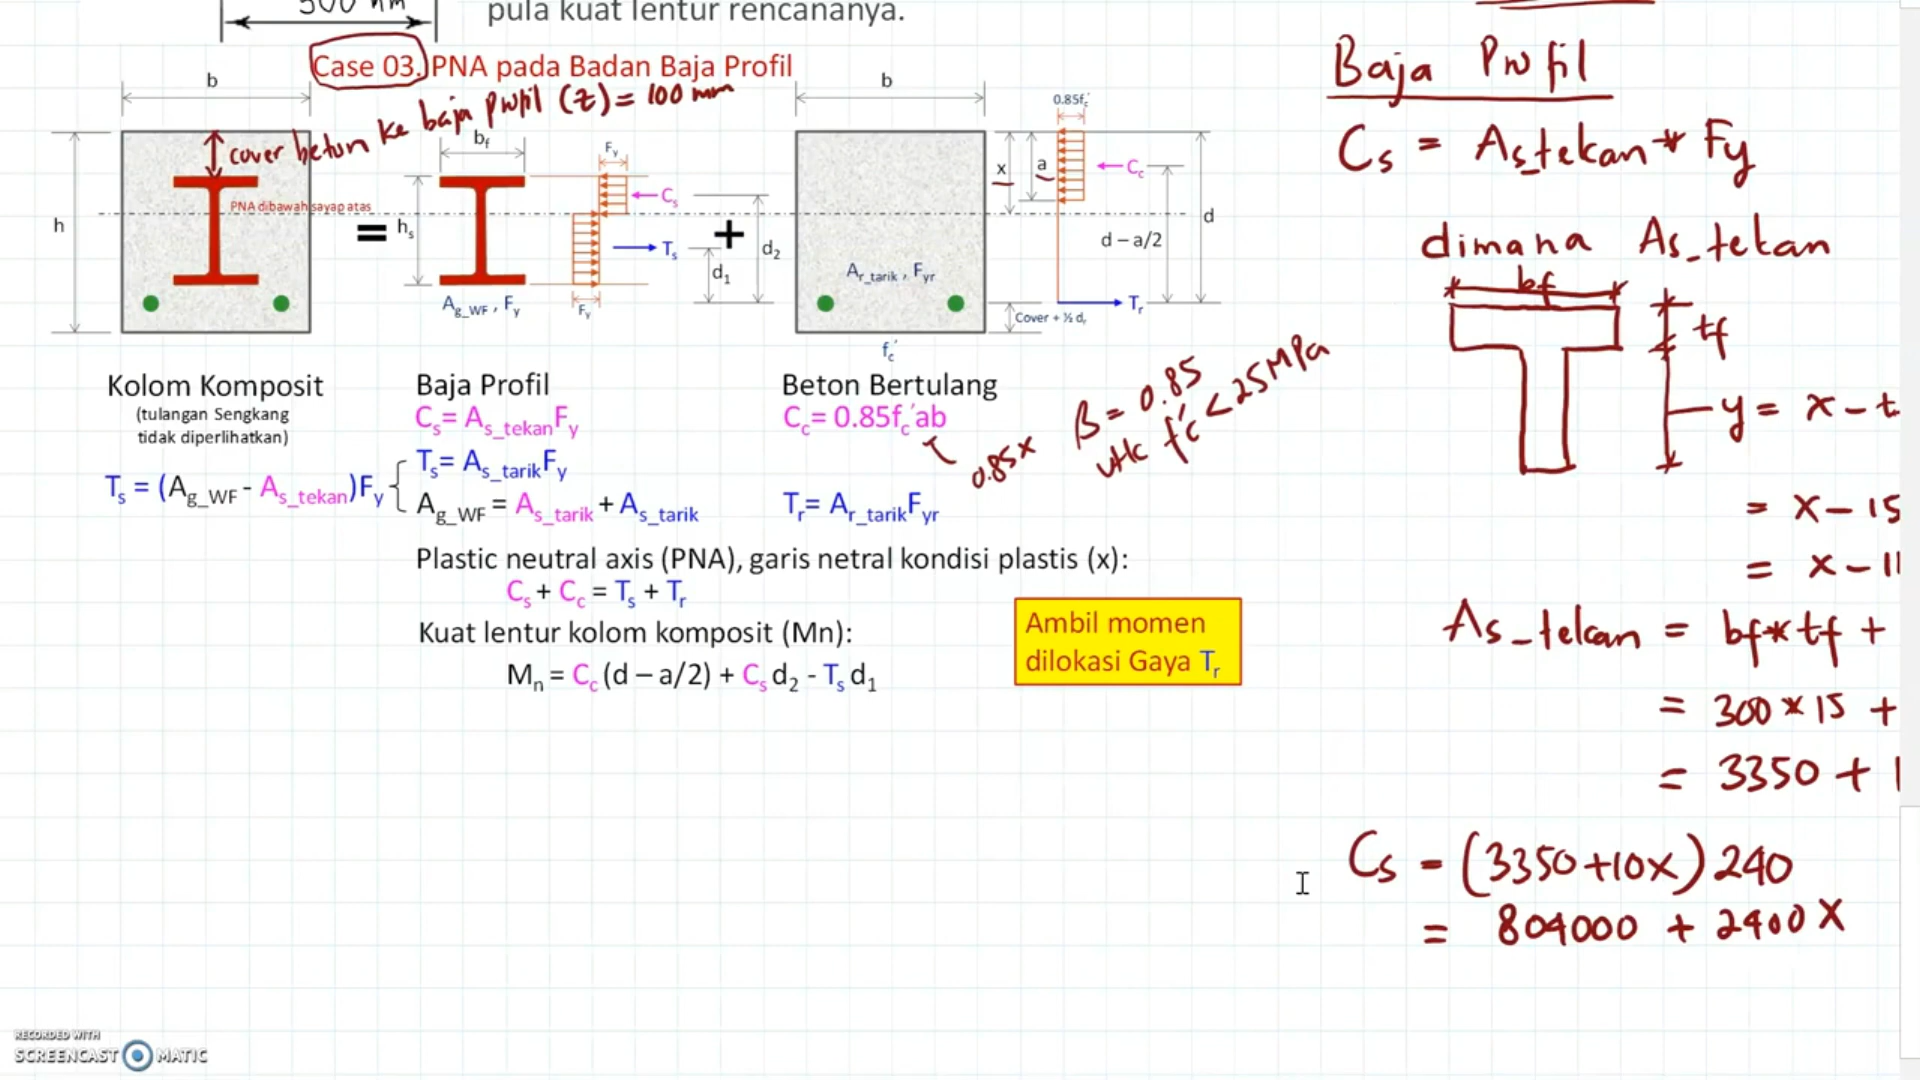 500 mm
pula kuat lentur rencananya.
Case 03. PNA pada Badan Baja Profil
cover beton ke baja profil (z) = 100 mm
b
h
PNA dibawah sayap atas
=
bf
hs
Fy
Cs
Ts
Fy
d1
d2
Ag_WF , Fy
+
b
Ar_tarik , Fyr
fc'
0.85fc'
x
a
Cc
d
d – a/2
Tr
Cover + ½ dr
Kolom Komposit
(tulangan Sengkang
tidak diperlihatkan)
Ts = (Ag_WF - As_tekan)Fy
Baja Profil
Cs= As_tekanFy
Ts= As_tarikFy
Ag_WF = As_tarik + As_tarik
Beton Bertulang
Cc= 0.85fc'ab
0.85x
β = 0.85
utk f'c < 25 MPa
Tr= Ar_tarikFyr
Plastic neutral axis (PNA), garis netral kondisi plastis (x):
Cs + Cc = Ts + Tr
Kuat lentur kolom komposit (Mn):
Mn = Cc (d – a/2) + Cs d2 - Ts d1
Ambil momen
dilokasi Gaya Tr
Baja Profil
Cs = As_tekan * Fy
dimana As_tekan
bf
tf
y = x - t
= x - 15
= x - 11
As_tekan = bf * tf +
= 300 * 15 +
= 3350 + 1
Cs = (3350+10x) 240
= 804000 + 2400 x
RECORDED WITH
SCREENCAST MATIC